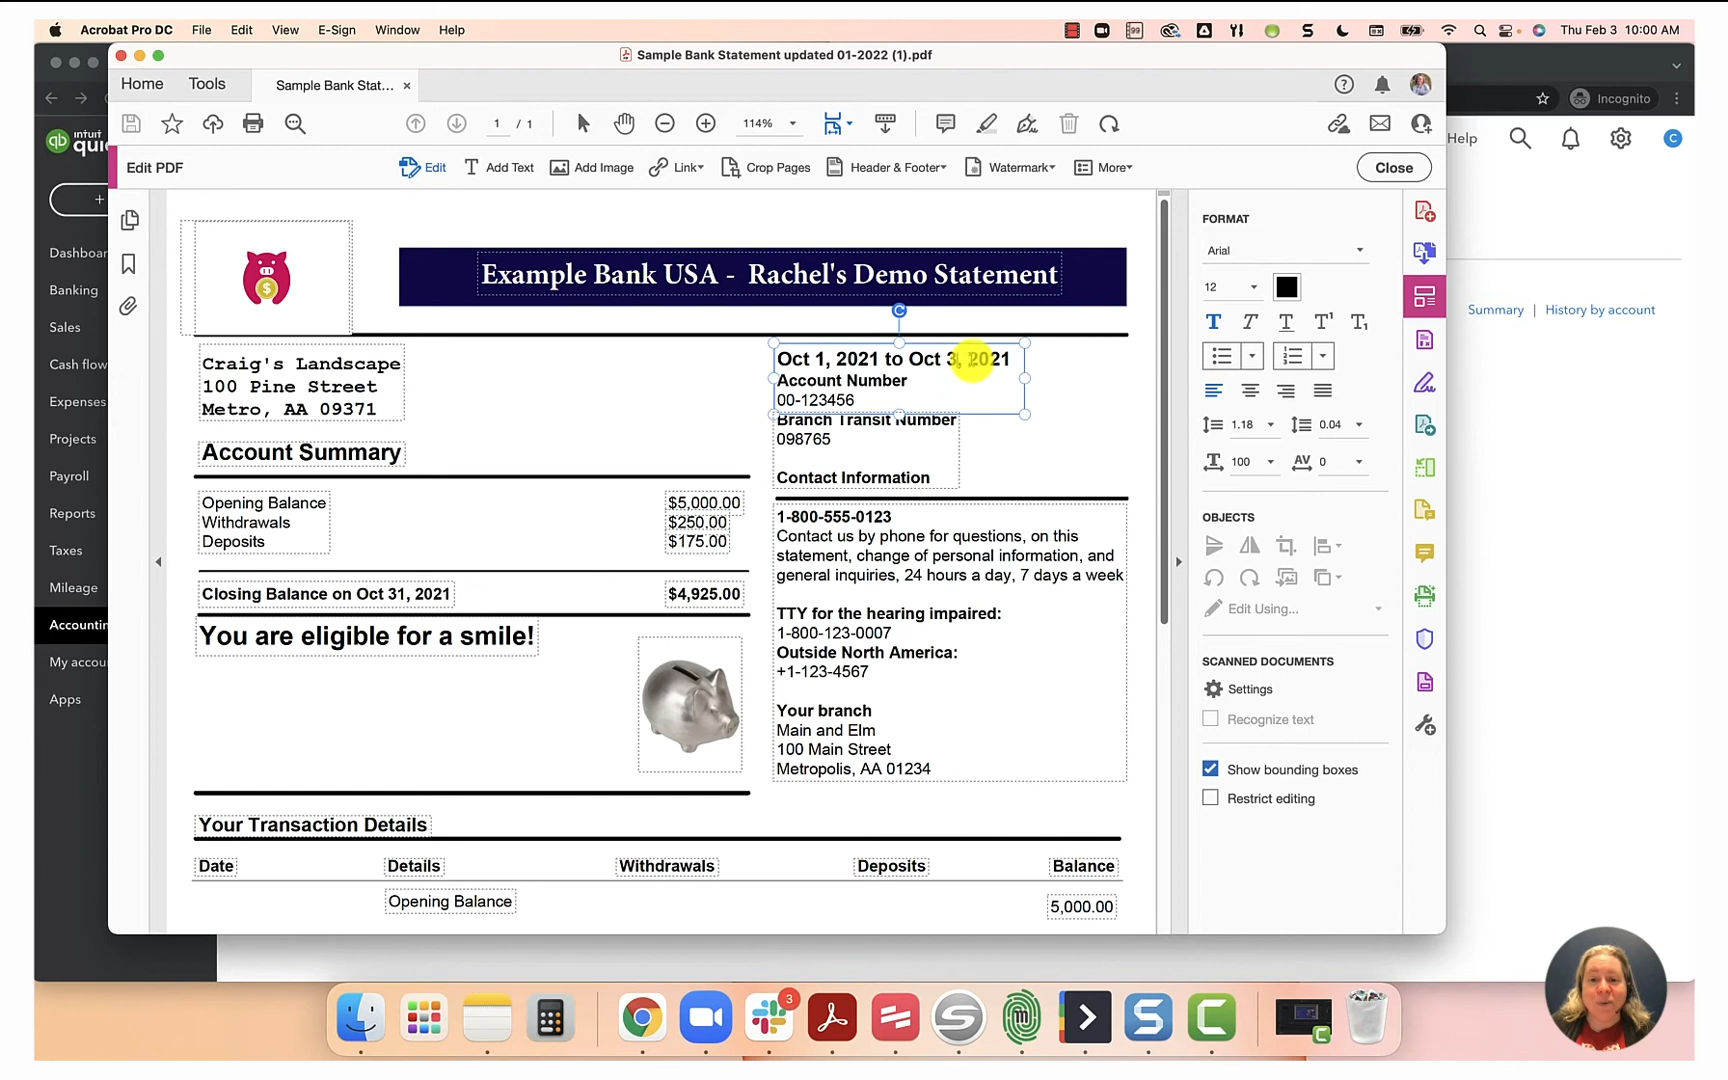 Acrobat Pro DC File Edit View E-Sign Window Help
99
Thu Feb 3 10:00 AM
Sample Bank Statement updated 01-2022 (1).pdf
Home Tools Sample Bank Stat... ×
1 / 1 114%
Incognito
Edit PDF
Edit Add Text Add Image Link Crop Pages Header & Footer Watermark More
Close
intuit
qb
Help
C
+
Dashboar
Banking
Sales
Cash flow
Expenses
Projects
Payroll
Reports
Taxes
Mileage
Accountin
My accou
Apps
Summary | History by account
Example Bank USA - Rachel's Demo Statement
Craig's Landscape
100 Pine Street
Metro, AA 09371
Oct 1, 2021 to Oct 3, 2021
Account Number
00-123456
Branch Transit Number
098765
Contact Information
Account Summary
Opening Balance $5,000.00
Withdrawals $250.00
Deposits $175.00
Closing Balance on Oct 31, 2021 $4,925.00
You are eligible for a smile!
1-800-555-0123
Contact us by phone for questions, on this
statement, change of personal information, and
general inquiries, 24 hours a day, 7 days a week
TTY for the hearing impaired:
1-800-123-0007
Outside North America:
+1-123-4567
Your branch
Main and Elm
100 Main Street
Metropolis, AA 01234
Your Transaction Details
Date Details Withdrawals Deposits Balance
Opening Balance 5,000.00
FORMAT
Arial
12
T T T T¹ T₁
1.18 0.04
100 AV 0
OBJECTS
Edit Using...
SCANNED DOCUMENTS
Settings
Recognize text
Show bounding boxes
Restrict editing
3